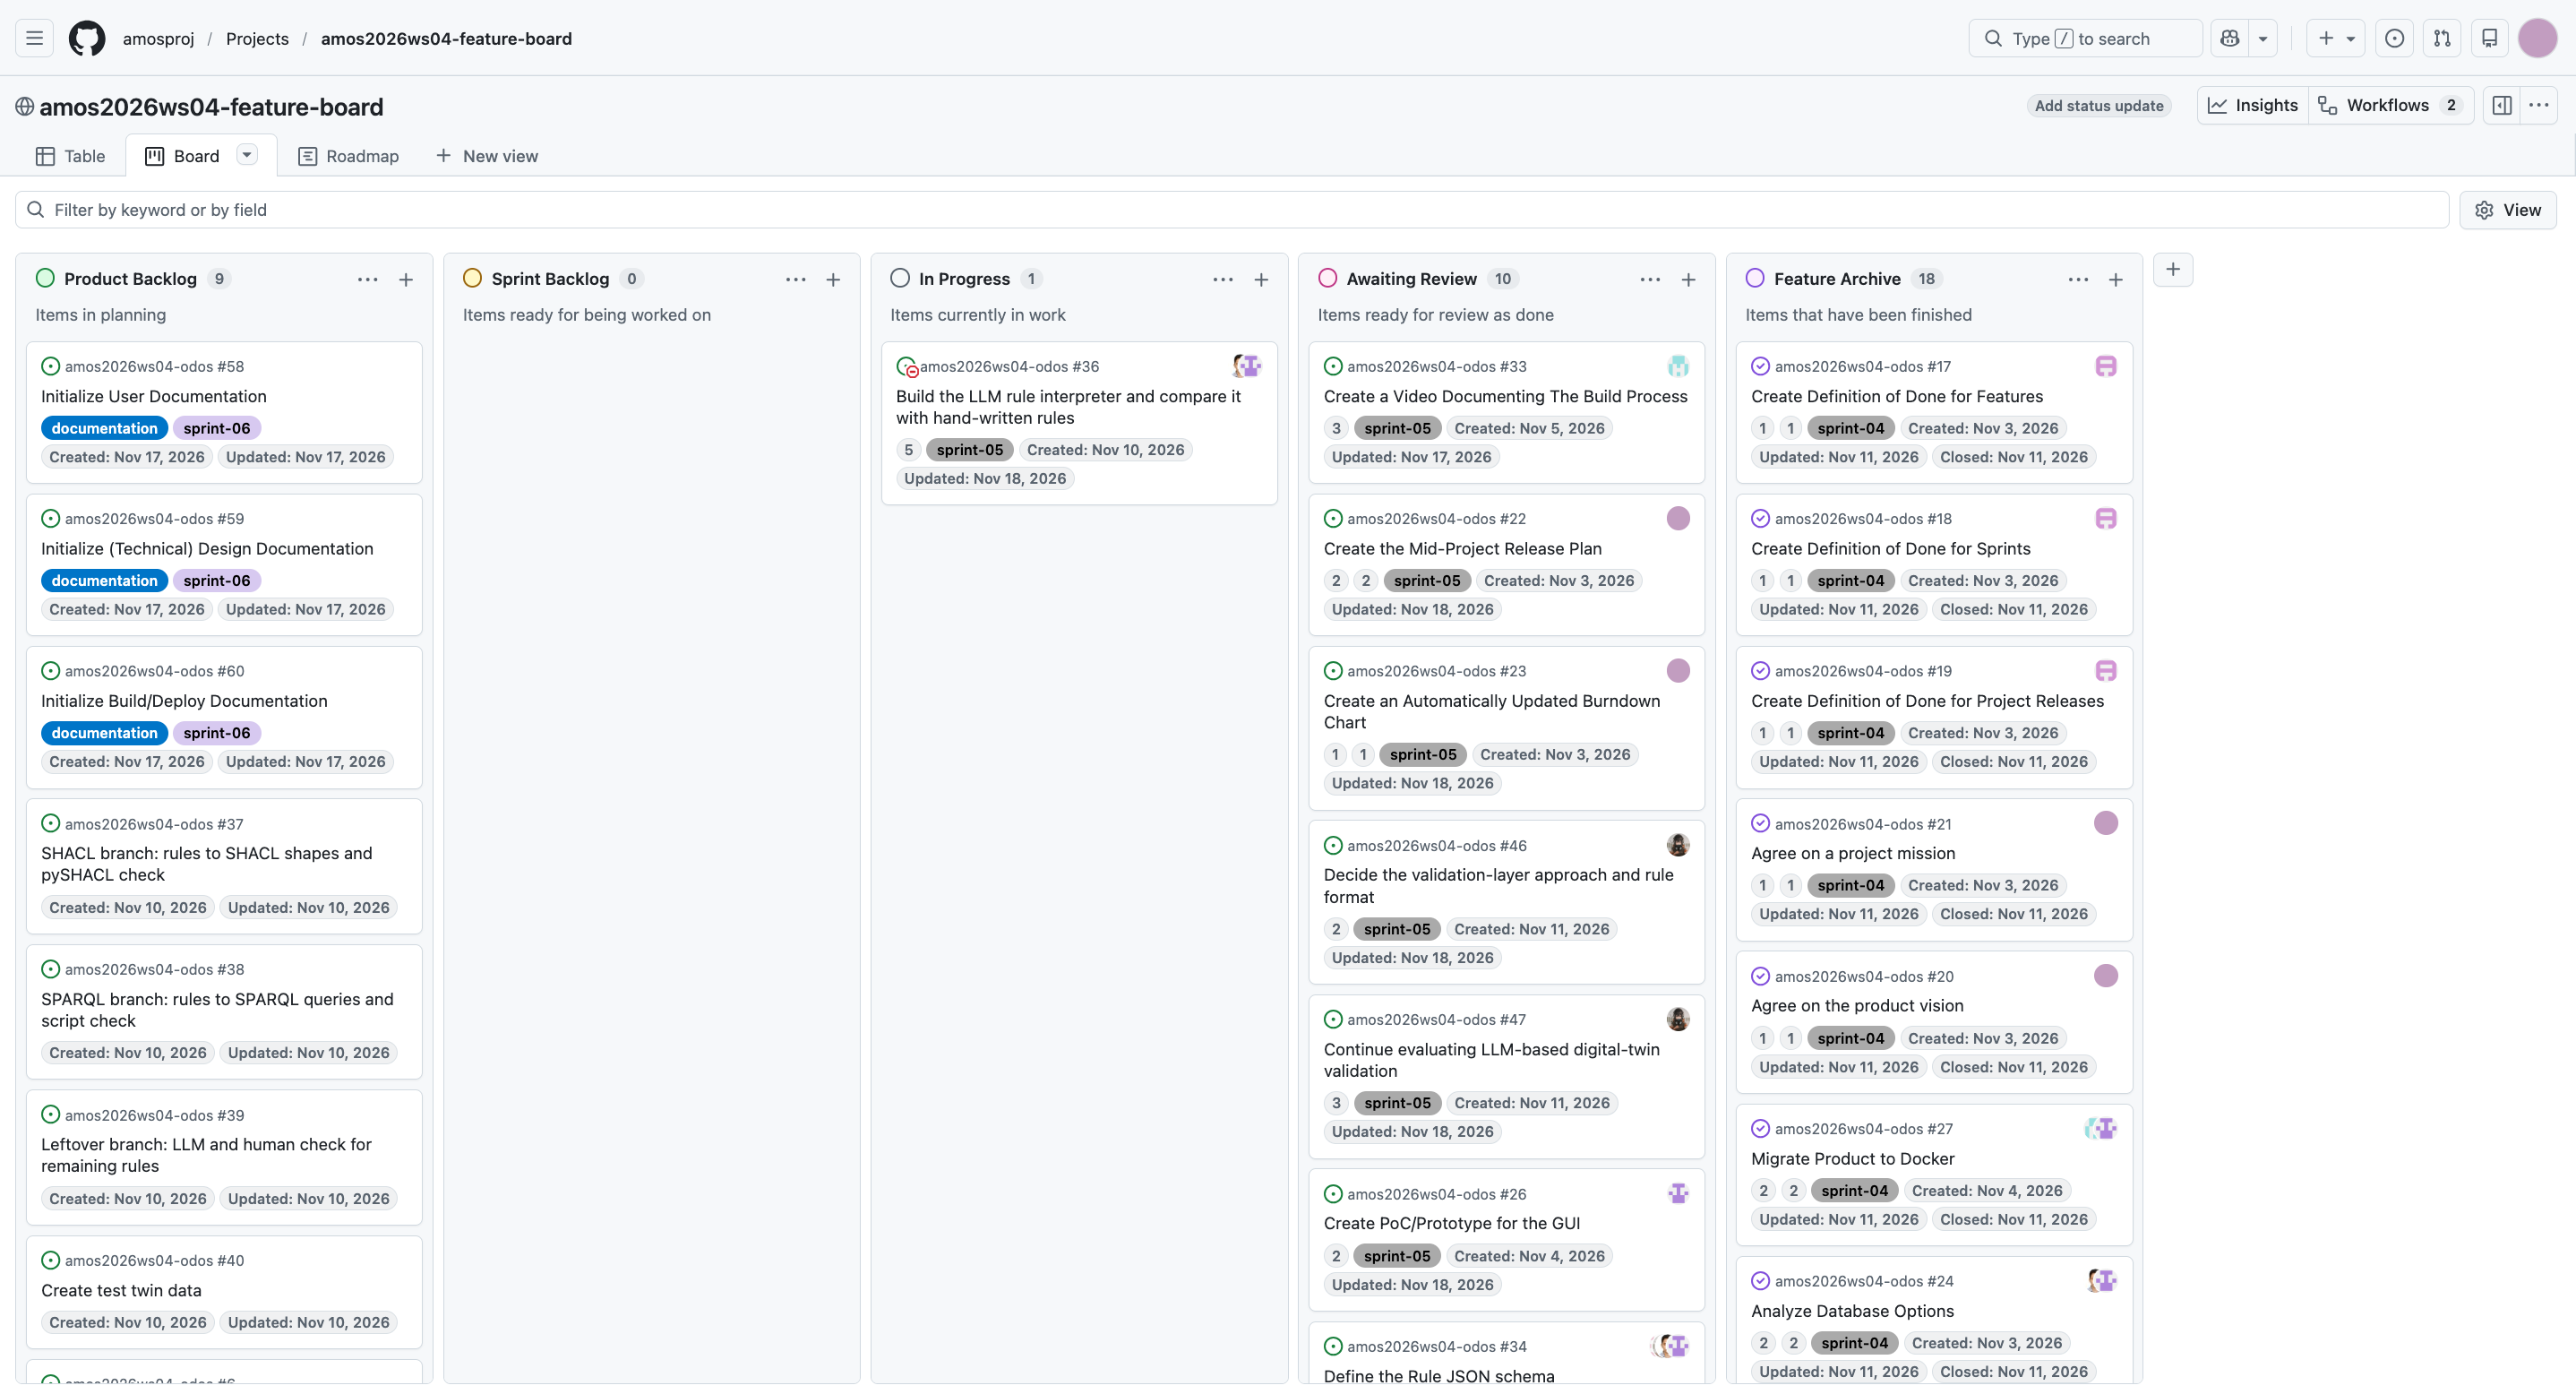 amosproj / Projects / amos2026ws04-feature-board
Type / to search
amos2026ws04-feature-board
Add status update
Insights
Workflows 2
Table
Board
Roadmap
New view
Filter by keyword or by field
View
Product Backlog 9
Items in planning
amos2026ws04-odos #58
Initialize User Documentation
documentation sprint-06
Created: Nov 17, 2026 Updated: Nov 17, 2026
amos2026ws04-odos #59
Initialize (Technical) Design Documentation
documentation sprint-06
Created: Nov 17, 2026 Updated: Nov 17, 2026
amos2026ws04-odos #60
Initialize Build/Deploy Documentation
documentation sprint-06
Created: Nov 17, 2026 Updated: Nov 17, 2026
amos2026ws04-odos #37
SHACL branch: rules to SHACL shapes and
pySHACL check
Created: Nov 10, 2026 Updated: Nov 10, 2026
amos2026ws04-odos #38
SPARQL branch: rules to SPARQL queries and
script check
Created: Nov 10, 2026 Updated: Nov 10, 2026
amos2026ws04-odos #39
Leftover branch: LLM and human check for
remaining rules
Created: Nov 10, 2026 Updated: Nov 10, 2026
amos2026ws04-odos #40
Create test twin data
Created: Nov 10, 2026 Updated: Nov 10, 2026
Sprint Backlog 0
Items ready for being worked on
In Progress 1
Items currently in work
amos2026ws04-odos #36
Build the LLM rule interpreter and compare it
with hand-written rules
5 sprint-05 Created: Nov 10, 2026
Updated: Nov 18, 2026
Awaiting Review 10
Items ready for review as done
amos2026ws04-odos #33
Create a Video Documenting The Build Process
3 sprint-05 Created: Nov 5, 2026
Updated: Nov 17, 2026
amos2026ws04-odos #22
Create the Mid-Project Release Plan
2 2 sprint-05 Created: Nov 3, 2026
Updated: Nov 18, 2026
amos2026ws04-odos #23
Create an Automatically Updated Burndown
Chart
1 1 sprint-05 Created: Nov 3, 2026
Updated: Nov 18, 2026
amos2026ws04-odos #46
Decide the validation-layer approach and rule
format
2 sprint-05 Created: Nov 11, 2026
Updated: Nov 18, 2026
amos2026ws04-odos #47
Continue evaluating LLM-based digital-twin
validation
3 sprint-05 Created: Nov 11, 2026
Updated: Nov 18, 2026
amos2026ws04-odos #26
Create PoC/Prototype for the GUI
2 sprint-05 Created: Nov 4, 2026
Updated: Nov 18, 2026
amos2026ws04-odos #34
Define the Rule JSON schema
Feature Archive 18
Items that have been finished
amos2026ws04-odos #17
Create Definition of Done for Features
1 1 sprint-04 Created: Nov 3, 2026
Updated: Nov 11, 2026 Closed: Nov 11, 2026
amos2026ws04-odos #18
Create Definition of Done for Sprints
1 1 sprint-04 Created: Nov 3, 2026
Updated: Nov 11, 2026 Closed: Nov 11, 2026
amos2026ws04-odos #19
Create Definition of Done for Project Releases
1 1 sprint-04 Created: Nov 3, 2026
Updated: Nov 11, 2026 Closed: Nov 11, 2026
amos2026ws04-odos #21
Agree on a project mission
1 1 sprint-04 Created: Nov 3, 2026
Updated: Nov 11, 2026 Closed: Nov 11, 2026
amos2026ws04-odos #20
Agree on the product vision
1 1 sprint-04 Created: Nov 3, 2026
Updated: Nov 11, 2026 Closed: Nov 11, 2026
amos2026ws04-odos #27
Migrate Product to Docker
2 2 sprint-04 Created: Nov 4, 2026
Updated: Nov 11, 2026 Closed: Nov 11, 2026
amos2026ws04-odos #24
Analyze Database Options
2 2 sprint-04 Created: Nov 3, 2026
Updated: Nov 11, 2026 Closed: Nov 11, 2026